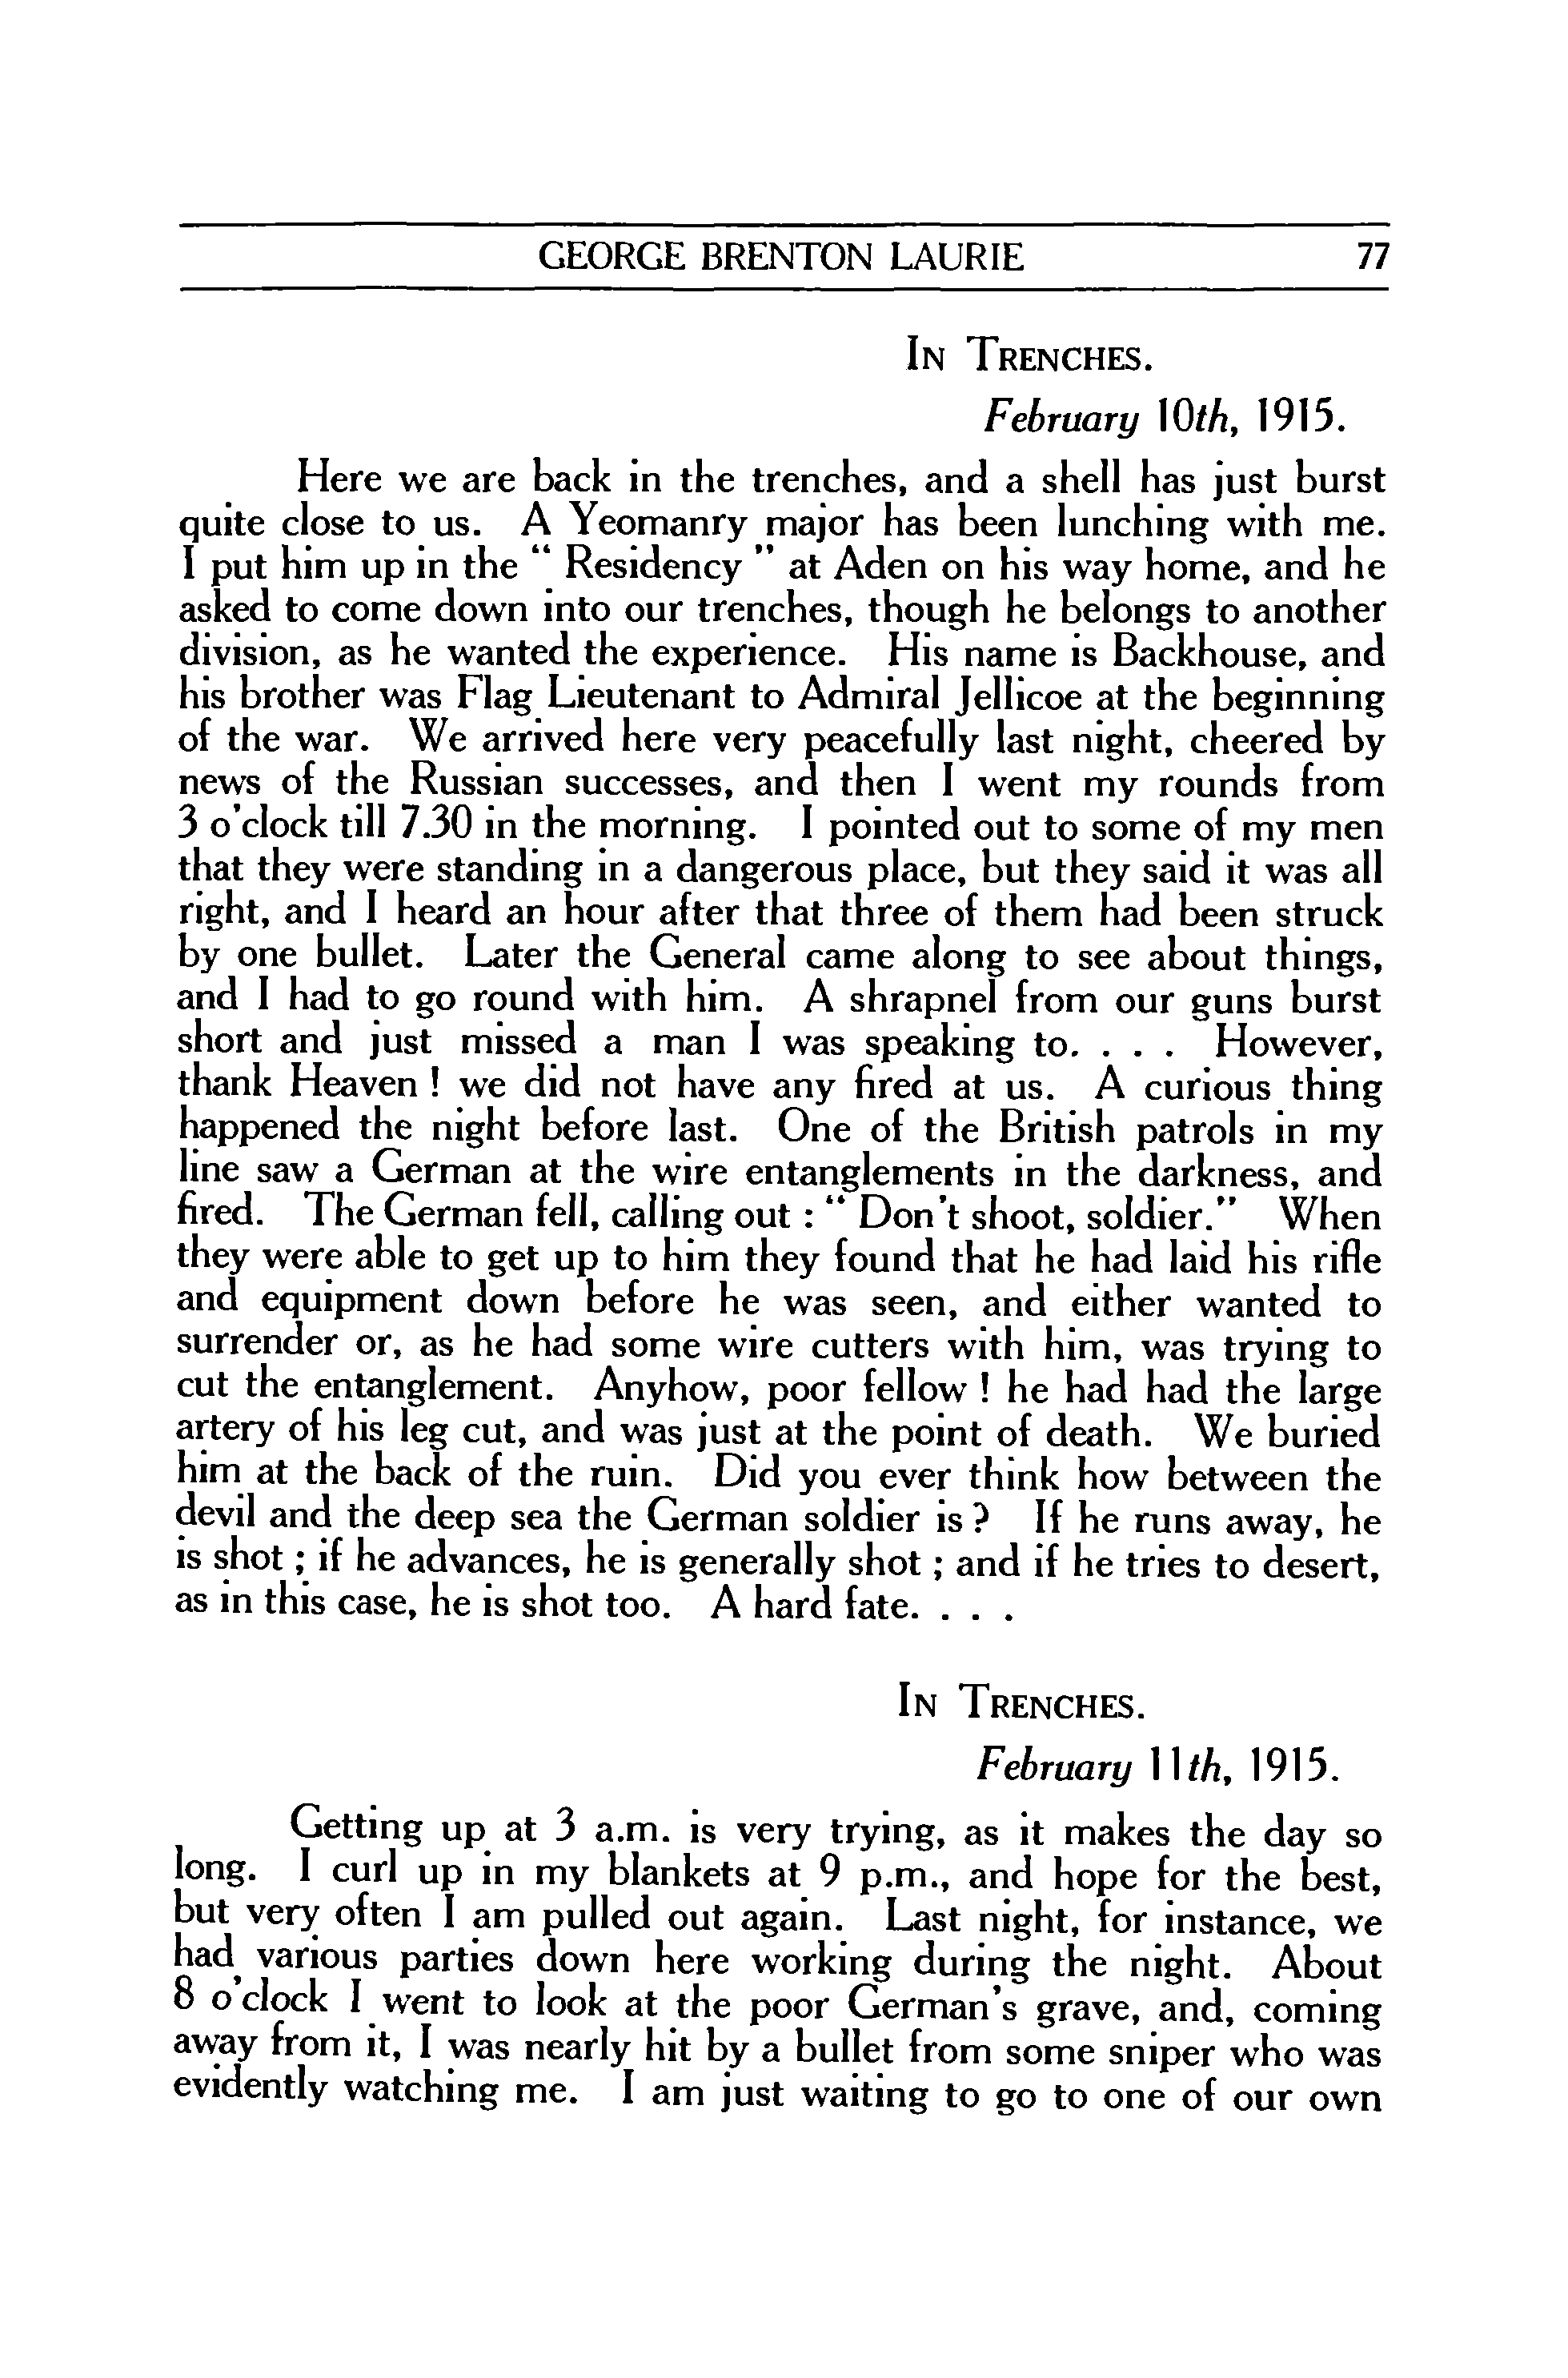 GEORGE BRENTON LAURIE 77
In Trenches.
February 10th, 1915.
Here we are back in the trenches, and a shell has just burst
quite close to us. A Yeomanry major has been lunching with me.
I put him up in the “ Residency ” at Aden on his way home, and he
asked to come down into our trenches, though he belongs to another
division, as he wanted the experience. His name is Backhouse, and
his brother was Flag Lieutenant to Admiral Jellicoe at the beginning
of the war. We arrived here very peacefully last night, cheered by
news of the Russian successes, and then I went my rounds from
3 o’clock till 7.30 in the morning. I pointed out to some of my men
that they were standing in a dangerous place, but they said it was all
right, and I heard an hour after that three of them had been struck
by one bullet. Later the General came along to see about things,
and I had to go round with him. A shrapnel from our guns burst
short and just missed a man I was speaking to. . . . However,
thank Heaven ! we did not have any fired at us. A curious thing
happened the night before last. One of the British patrols in my
line saw a German at the wire entanglements in the darkness, and
fired. The German fell, calling out : “ Don’t shoot, soldier.” When
they were able to get up to him they found that he had laid his rifle
and equipment down before he was seen, and either wanted to
surrender or, as he had some wire cutters with him, was trying to
cut the entanglement. Anyhow, poor fellow ! he had had the large
artery of his leg cut, and was just at the point of death. We buried
him at the back of the ruin. Did you ever think how between the
devil and the deep sea the German soldier is ? If he runs away, he
is shot ; if he advances, he is generally shot ; and if he tries to desert,
as in this case, he is shot too. A hard fate. . . .
In Trenches.
February 11th, 1915.
Getting up at 3 a.m. is very trying, as it makes the day so
long. I curl up in my blankets at 9 p.m., and hope for the best,
but very often I am pulled out again. Last night, for instance, we
had various parties down here working during the night. About
8 o’clock I went to look at the poor German’s grave, and, coming
away from it, I was nearly hit by a bullet from some sniper who was
evidently watching me. I am just waiting to go to one of our own